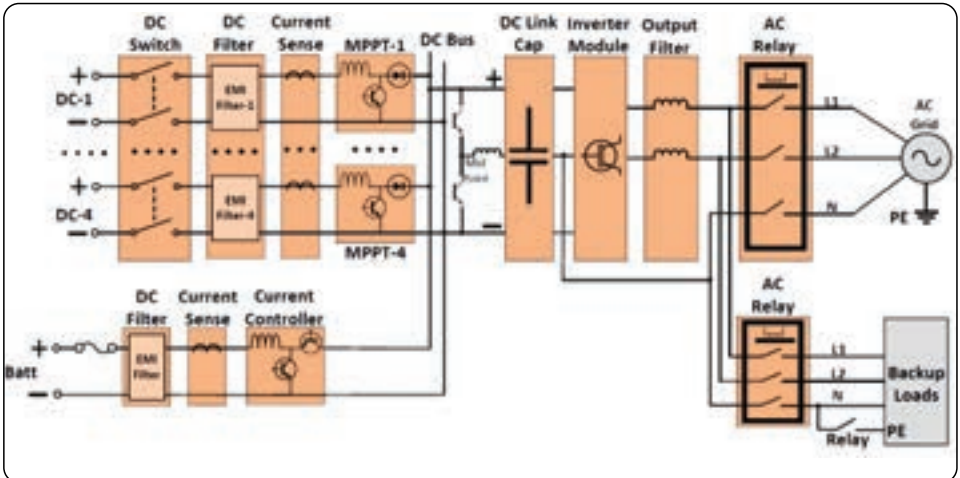 DC Switch
DC Filter
Current Sense
MPPT-1
DC Bus
DC Link Cap
Inverter Module
Output Filter
AC Relay
+
DC-1
EMI Filter-1
+
L1
AC Grid
L2
Mid Point
+
DC-4
EMI Filter-4
N
PE
MPPT-4
DC Filter
Current Sense
Current Controller
AC Relay
+
Batt
EMI Filter
L1
L2
Backup Loads
N
Relay
PE